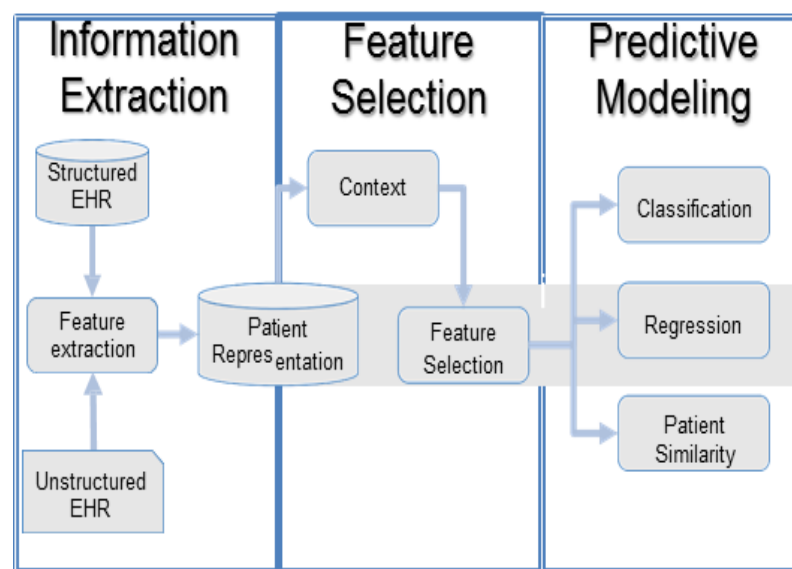 Information
Extraction
Feature
Selection
Predictive
Modeling
Structured
EHR
Feature
extraction
Unstructured
EHR
Patient
Representation
Context
Feature
Selection
Classification
Regression
Patient
Similarity